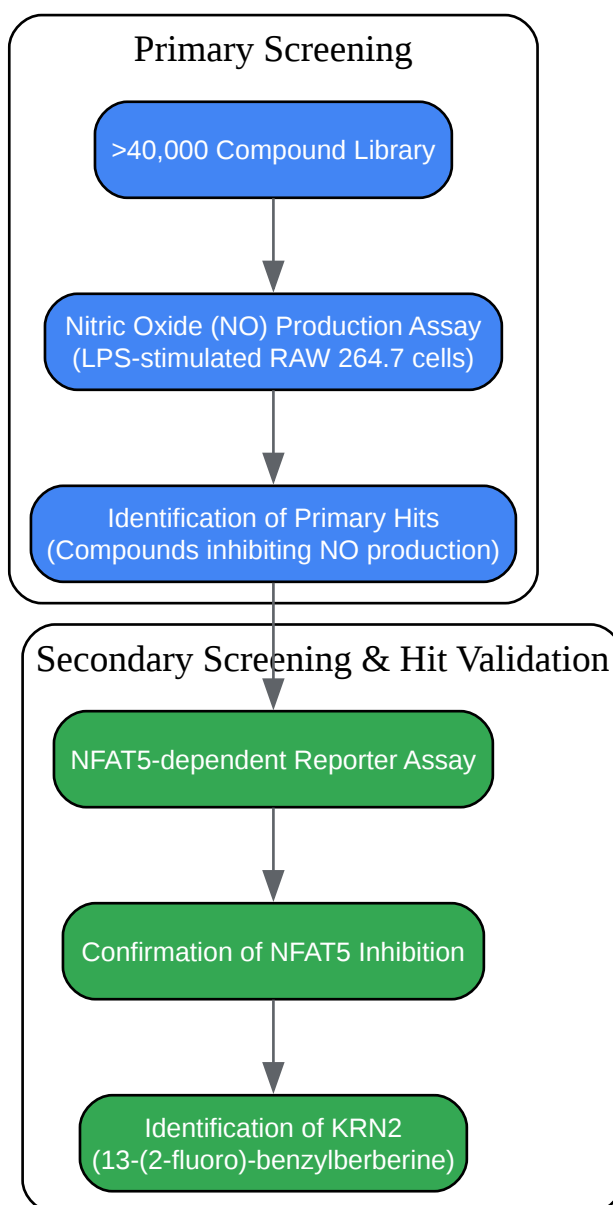 Primary Screening
>40,000 Compound Library
Nitric Oxide (NO) Production Assay
(LPS-stimulated RAW 264.7 cells)
Identification of Primary Hits
(Compounds inhibiting NO production)
Secondary Screening & Hit Validation
NFAT5-dependent Reporter Assay
Confirmation of NFAT5 Inhibition
Identification of KRN2
(13-(2-fluoro)-benzylberberine)